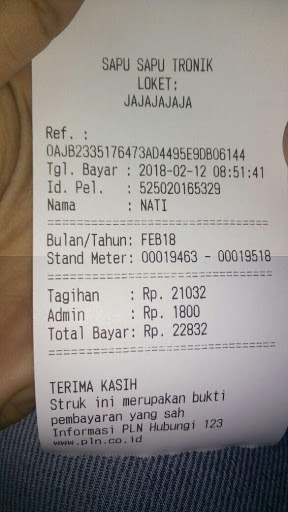 SAPU SAPU TRONIK
LOKET:
JAJAJAJAJA
Ref. :
0AJB2335176473AD4495E9DB06144
Tgl. Bayar : 2018-02-12 08:51:41
Id. Pel. : 525020165329
Nama : NATI
================================
Bulan/Tahun: FEB18
Stand Meter: 00019463 - 00019518
================================
Tagihan : Rp. 21032
Admin : Rp. 1800
Total Bayar: Rp. 22832
================================
TERIMA KASIH
Struk ini merupakan bukti
pembayaran yang sah
Informasi PLN Hubungi 123
www.pln.co.id